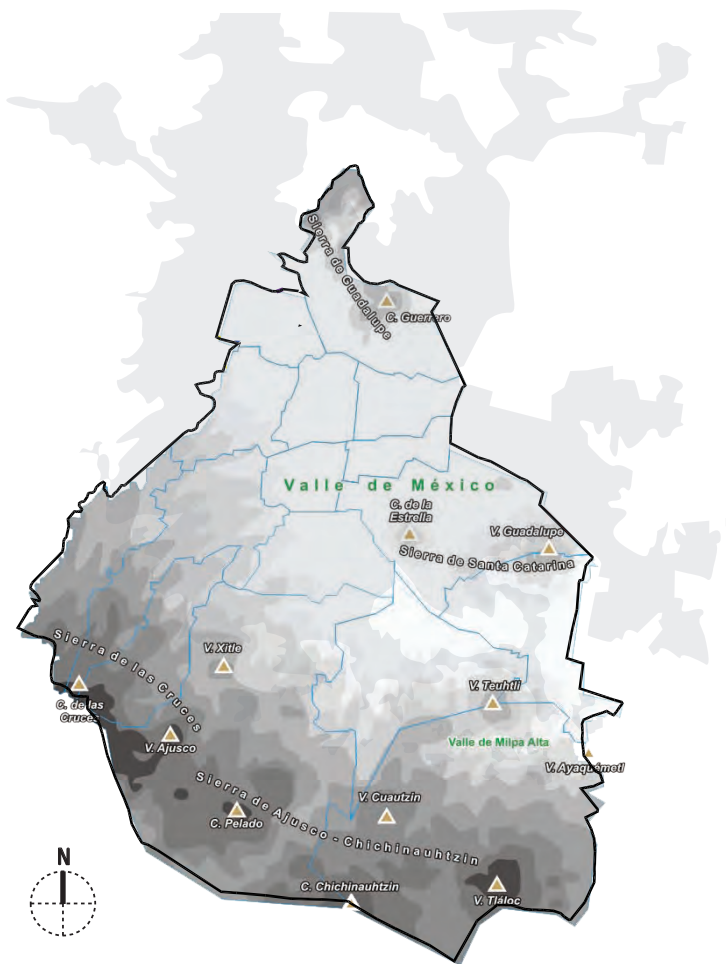 Sierra de Guadalupe
C. Guerrero
Valle de México
C. de la
Estrella
V. Guadalupe
Sierra de Santa Catarina
Sierra de las Cruces
V. Xitle
C. de las
Cruces
V. Teuhtli
V. Ajusco
Valle de Milpa Alta
V. Ayaquémetl
Sierra de Ajusco - Chichinauhtzin
V. Cuautzin
C. Pelado
N
C. Chichinauhtzin
V. Tláloc